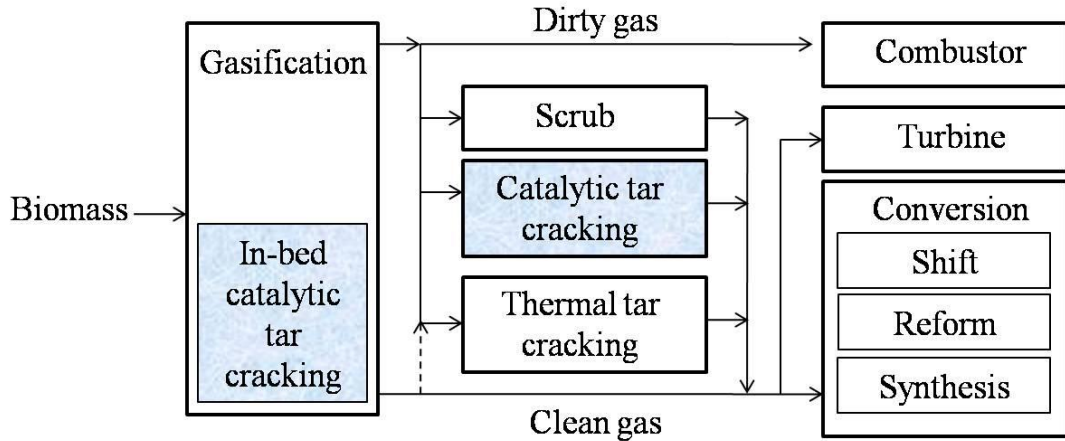 Dirty gas
Gasification
Combustor
Scrub
Turbine
Catalytic tar
cracking
Biomass
Conversion
In-bed
catalytic
tar
cracking
Shift
Thermal tar
cracking
Reform
Synthesis
Clean gas